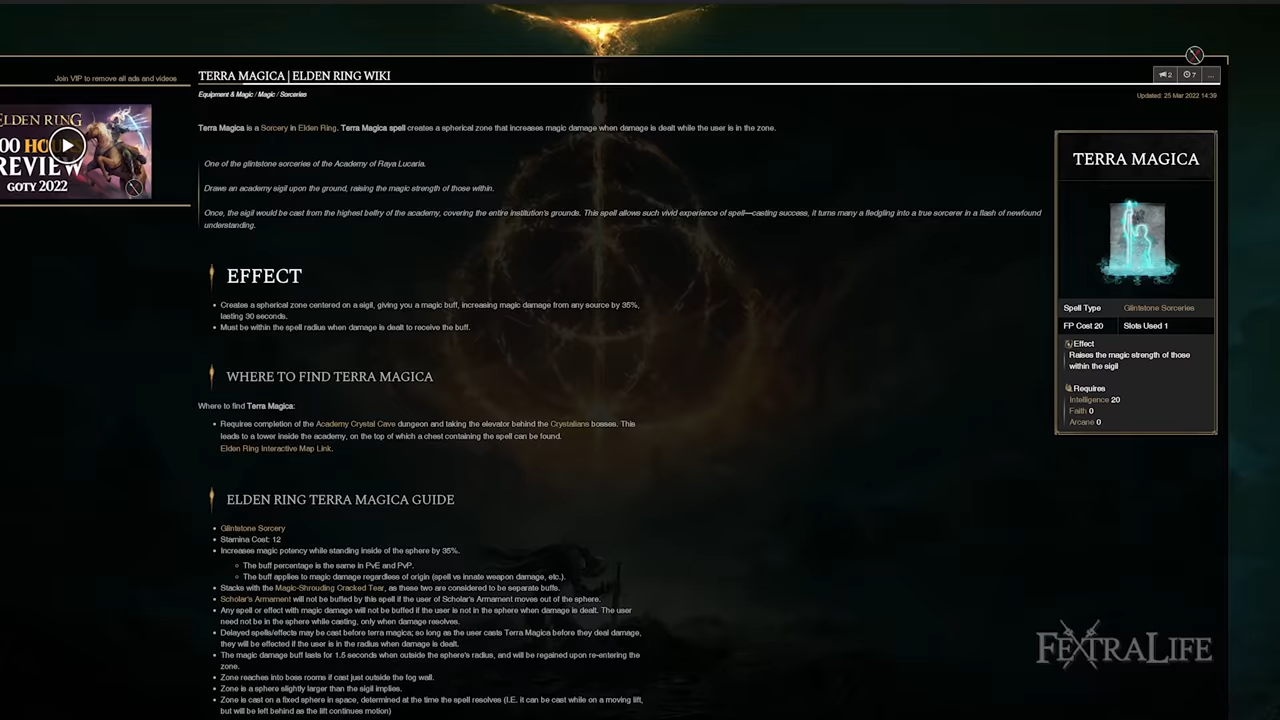 Join VIP to remove all ads and videos
ELDEN RING
00 HOU
REVIEW
GOTY 2022
TERRA MAGICA | ELDEN RING WIKI
2
7
...
Equipment & Magic / Magic / Sorceries
Updated: 25 Mar 2022 14:39
Terra Magica is a Sorcery in Elden Ring. Terra Magica spell creates a spherical zone that increases magic damage when damage is dealt while the user is in the zone.
One of the glintstone sorceries of the Academy of Raya Lucaria.
Draws an academy sigil upon the ground, raising the magic strength of those within.
Once, the sigil would be cast from the highest belfry of the academy, covering the entire institution's grounds. This spell allows such vivid experience of spell—casting success, it turns many a fledgling into a true sorcerer in a flash of newfound
understanding.
EFFECT
• Creates a spherical zone centered on a sigil, giving you a magic buff, increasing magic damage from any source by 35%,
lasting 30 seconds.
• Must be within the spell radius when damage is dealt to receive the buff.
WHERE TO FIND TERRA MAGICA
Where to find Terra Magica:
• Requires completion of the Academy Crystal Cave dungeon and taking the elevator behind the Crystalians bosses. This
leads to a tower inside the academy, on the top of which a chest containing the spell can be found.
Elden Ring Interactive Map Link.
ELDEN RING TERRA MAGICA GUIDE
• Glintstone Sorcery
• Stamina Cost: 12
• Increases magic potency while standing inside of the sphere by 35%.
The buff percentage is the same in PvE and PvP.
The buff applies to magic damage regardless of origin (spell vs innate weapon damage, etc.).
• Stacks with the Magic-Shrouding Cracked Tear, as these two are considered to be separate buffs.
• Scholar's Armament will not be buffed by this spell if the user of Scholar's Armament moves out of the sphere.
• Any spell or effect with magic damage will not be buffed if the user is not in the sphere when damage is dealt. The user
need not be in the sphere while casting, only when damage resolves.
• Delayed spells/effects may be cast before terra magica; so long as the user casts Terra Magica before they deal damage,
they will be effected if the user is in the radius when damage is dealt.
• The magic damage buff lasts for 1.5 seconds when outside the sphere's radius, and will be regained upon re-entering the
zone.
• Zone reaches into boss rooms if cast just outside the fog wall.
• Zone is a sphere slightly larger than the sigil implies.
• Zone is cast on a fixed sphere in space, determined at the time the spell resolves (I.E. it can be cast while on a moving lift,
but will be left behind as the lift continues motion)
TERRA MAGICA
Spell Type Glintstone Sorceries
FP Cost 20 Slots Used 1
Effect
Raises the magic strength of those
within the sigil
Requires
Intelligence 20
Faith 0
Arcane 0
FEXTRALIFE